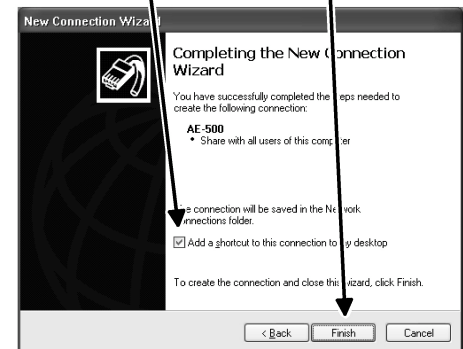 New Connection Wizard
Completing the New Connection
Wizard
You have successfully completed the steps needed to
create the following connection:
AE-500
• Share with all users of this computer
The connection will be saved in the Network
Connections folder.
Add a shortcut to this connection to my desktop
To create the connection and close this wizard, click Finish.
< Back
Finish
Cancel